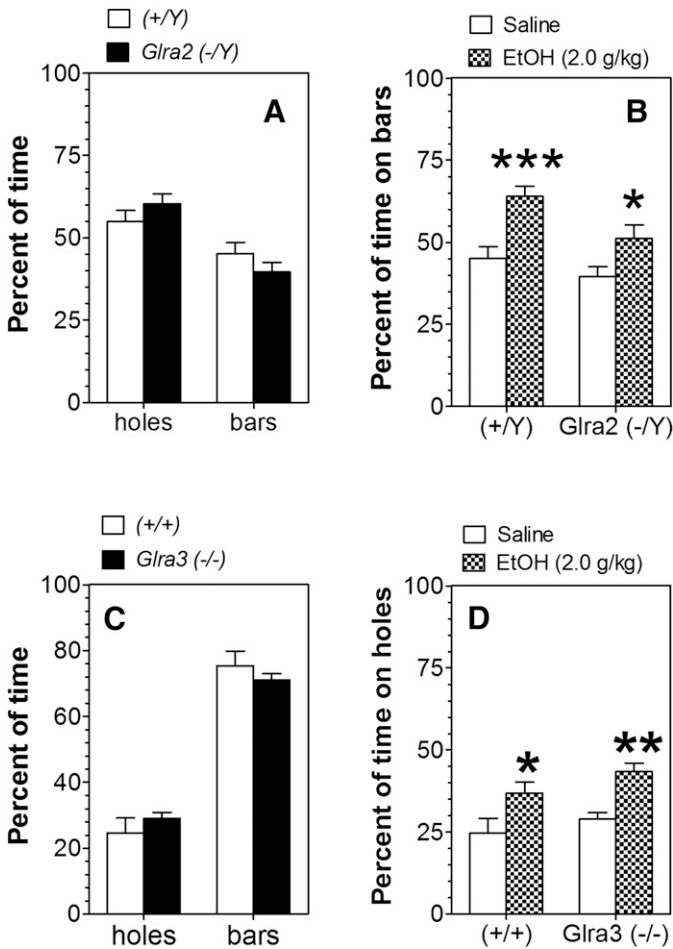 (+/Y)
Glra2 (-/Y)
A
Percent of time
100
75
50
25
0
holes bars
Saline
EtOH (2.0 g/kg)
B
Percent of time on bars
100
75
50
25
0
***
*
(+/Y) Glra2 (-/Y)
(+/+)
Glra3 (-/-)
C
Percent of time
100
80
60
40
20
0
holes bars
Saline
EtOH (2.0 g/kg)
D
Percent of time on holes
100
75
50
25
0
*
**
(+/+) Glra3 (-/-)